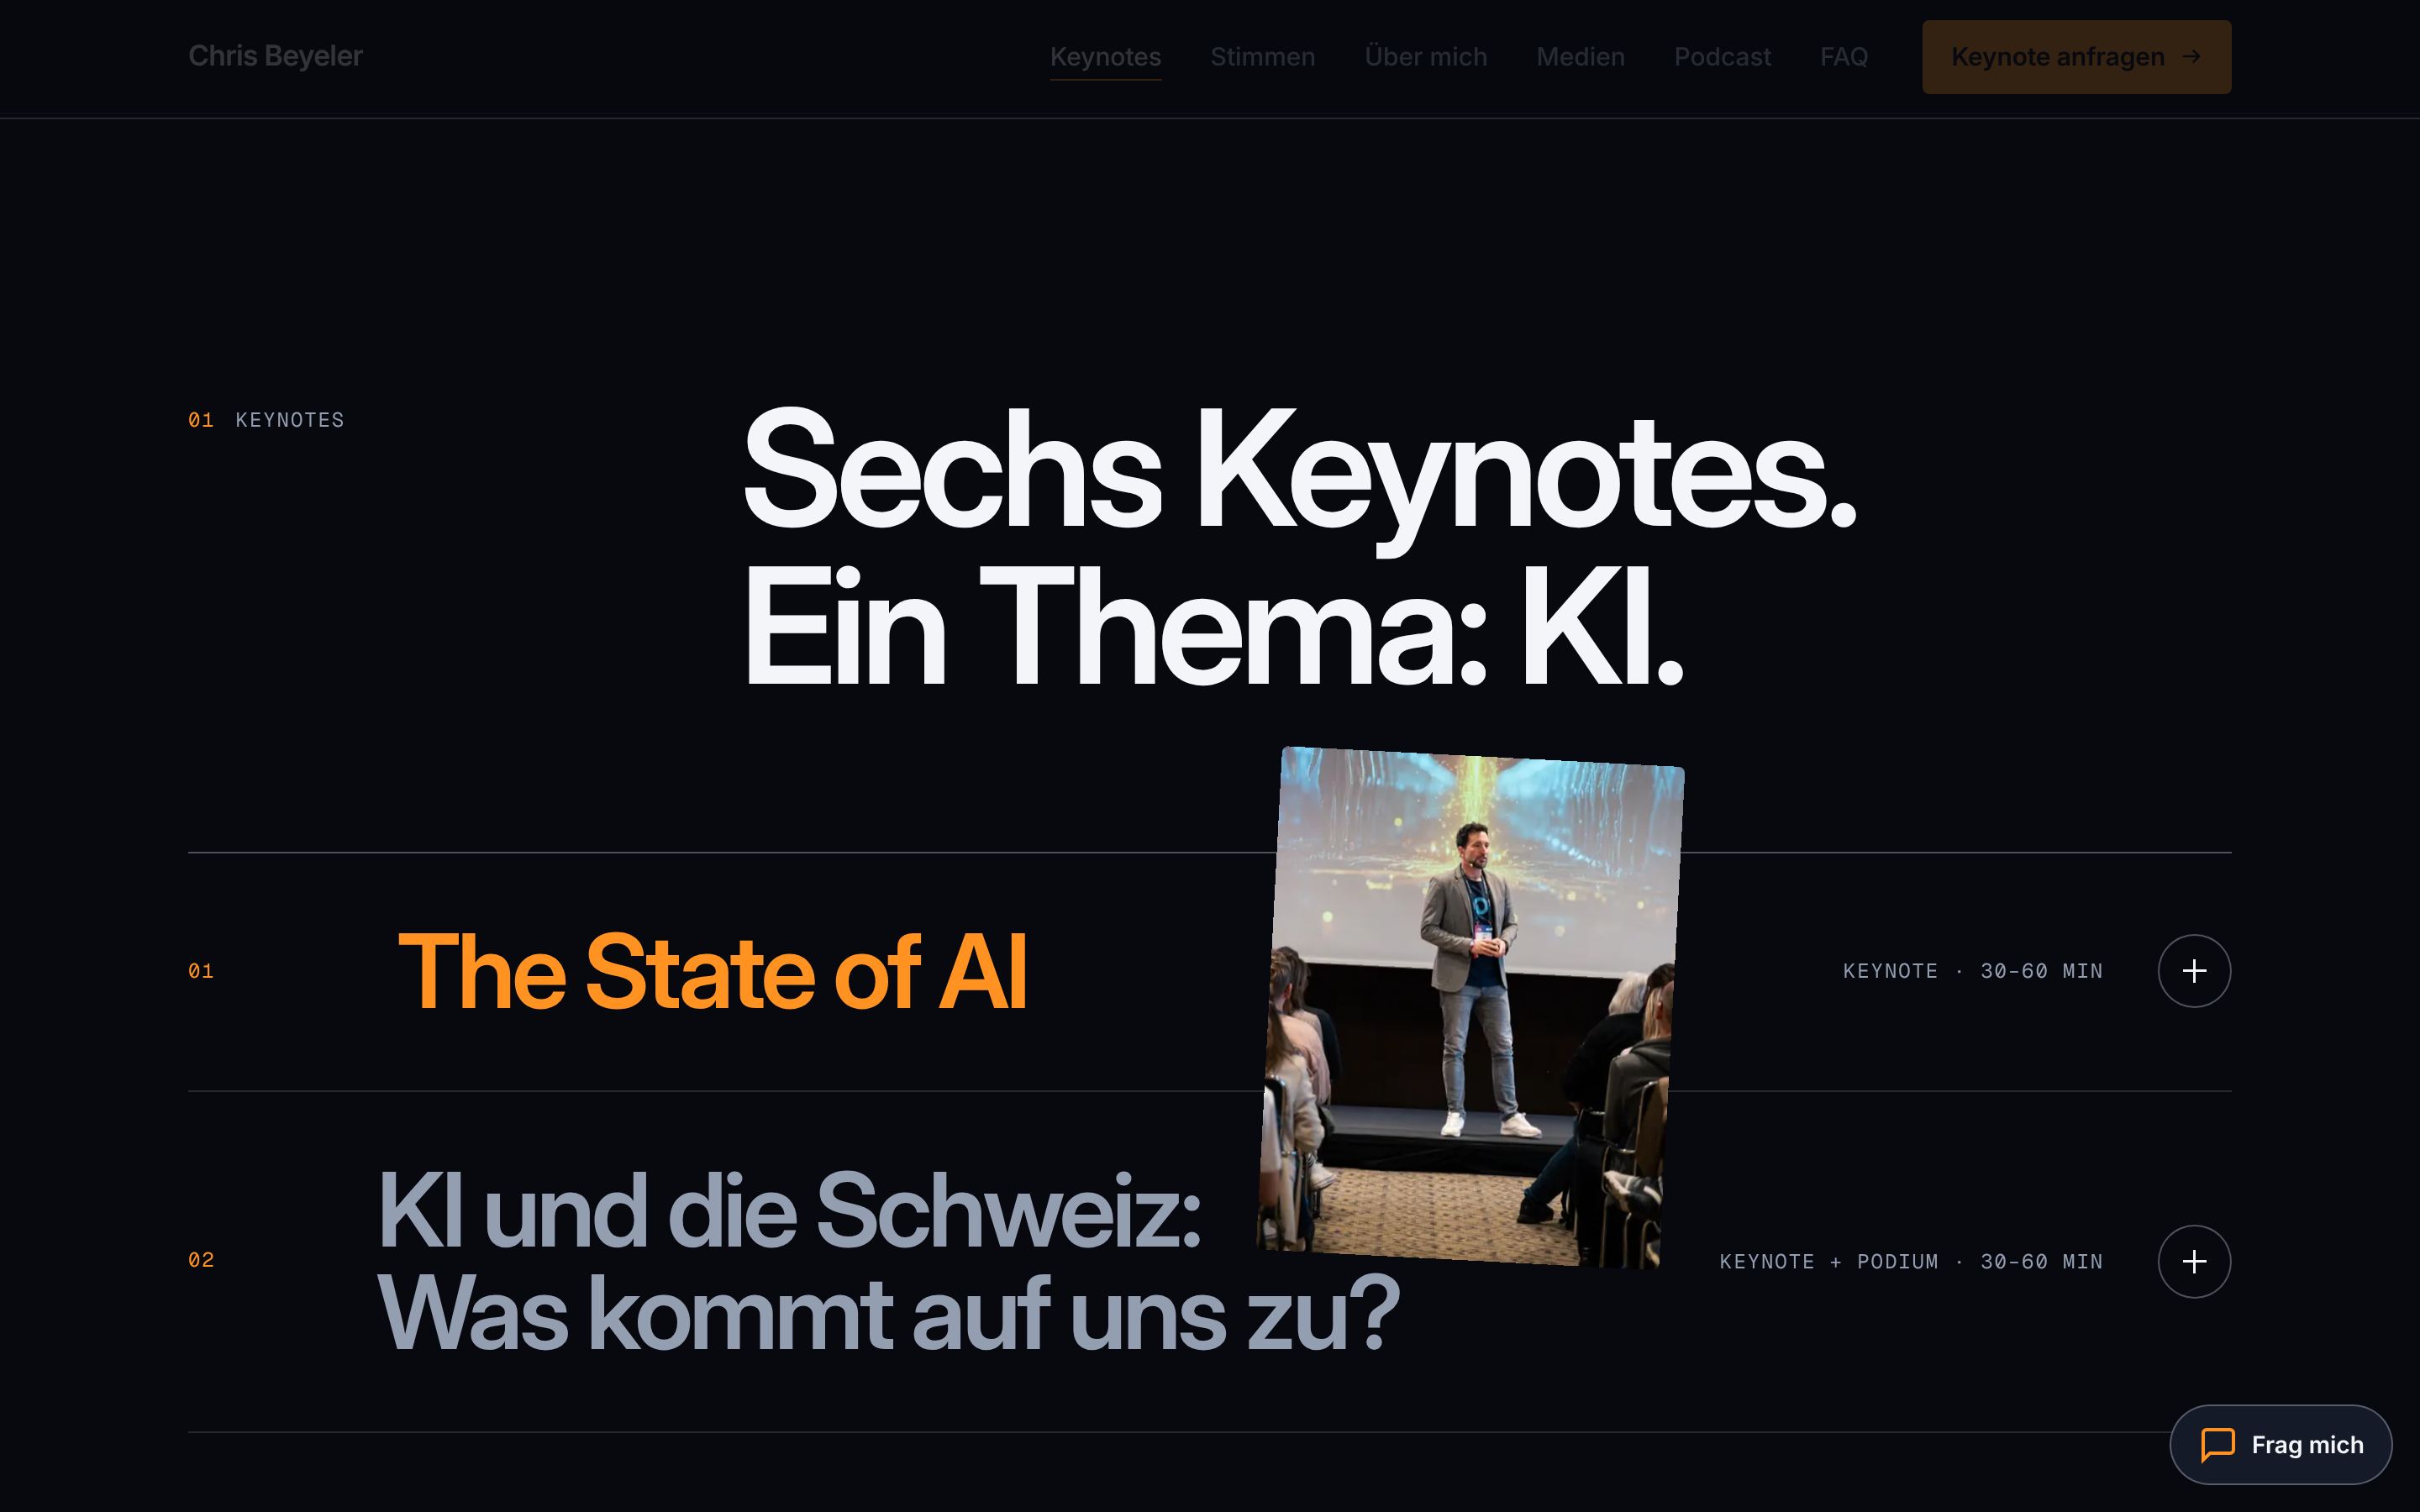 Chris Beyeler
Keynotes Stimmen Über mich Medien Podcast FAQ Keynote anfragen →
01 KEYNOTES
Sechs Keynotes.
Ein Thema: KI.
01 The State of AI KEYNOTE · 30–60 MIN
KI und die Schweiz:
02 KEYNOTE + PODIUM · 30–60 MIN
Was kommt auf uns zu?
Frag mich